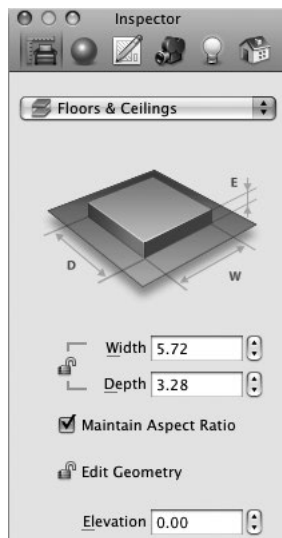 Inspector
Floors & Ceilings
E
D
W
Width 5.72
Depth 3.28
Maintain Aspect Ratio
Edit Geometry
Elevation 0.00